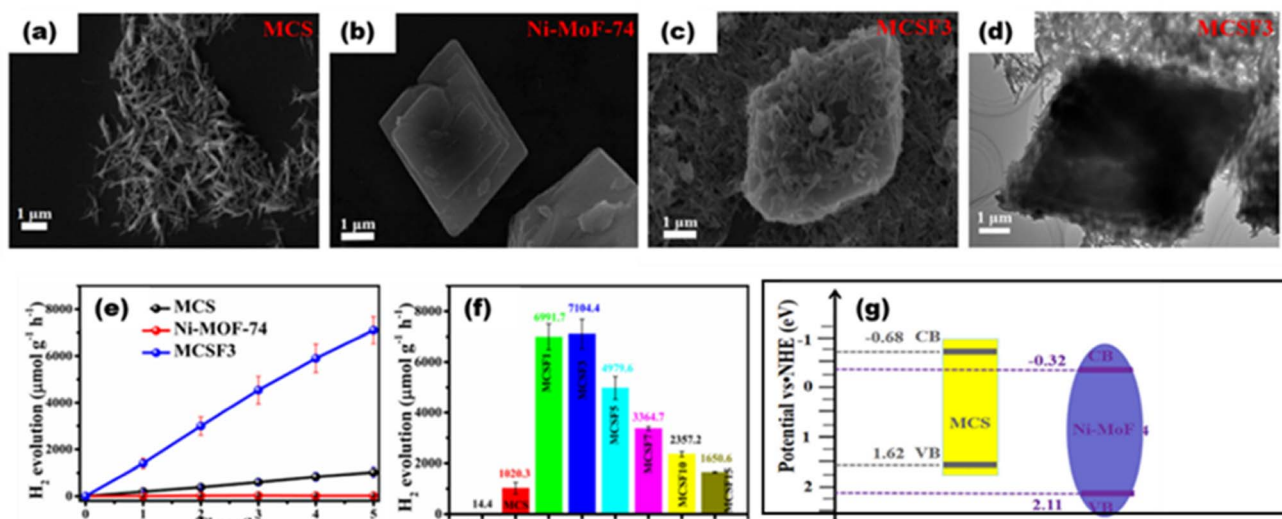 (a) MCS
1 µm
(b) Ni-MoF-74
1 µm
(c) MCSF3
1 µm
(d) MCSF3
1 µm
(e)
MCS
Ni-MOF-74
MCSF3
H2 evolution (µmol g-1 h-1)
8000
6000
4000
2000
0
0 1 2 3 4 5
(f)
H2 evolution (µmol g-1 h-1)
8000
6000
4000
2000
0
14.4
1020.3
MCS
6991.7
MCSF1
7104.4
MCSF3
4979.6
MCSF5
3364.7
MCSF7
2357.2
MCSF10
1650.6
MCSF15
(g)
Potential vs•NHE (eV)
-1
0
1
2
-0.68 CB
-0.32
CB
MCS
Ni-MoF
4
1.62 VB
2.11
VB